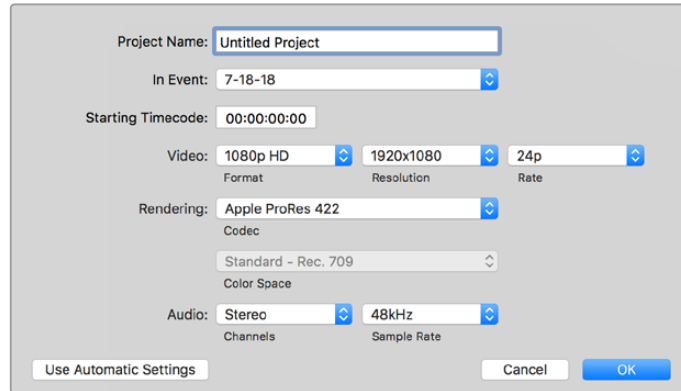 Project Name: Untitled Project
In Event: 7-18-18
Starting Timecode: 00:00:00:00
Video: 1080p HD 1920x1080 24p
Format Resolution Rate
Rendering: Apple ProRes 422
Codec
Standard - Rec. 709
Color Space
Audio: Stereo 48kHz
Channels Sample Rate
Use Automatic Settings Cancel OK